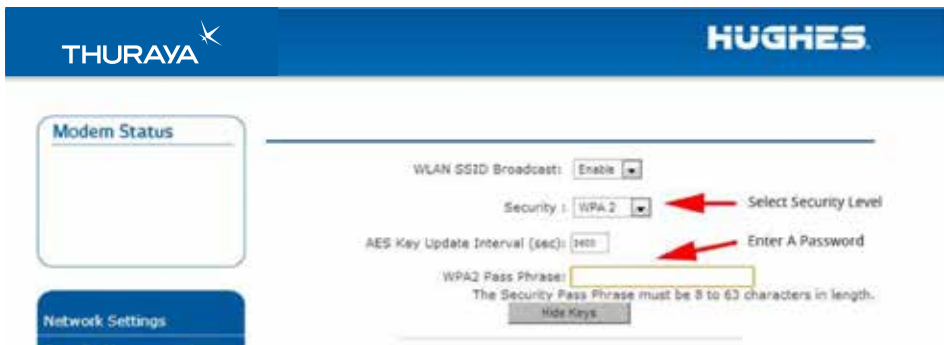 THURAYA
HUGHES.
Modem Status
WLAN SSID Broadcast: Enable
Security : WPA 2
Select Security Level
AES Key Update Interval (sec): 3600
Enter A Password
WPA2 Pass Phrase:
The Security Pass Phrase must be 8 to 63 characters in length.
Hide Keys
Network Settings